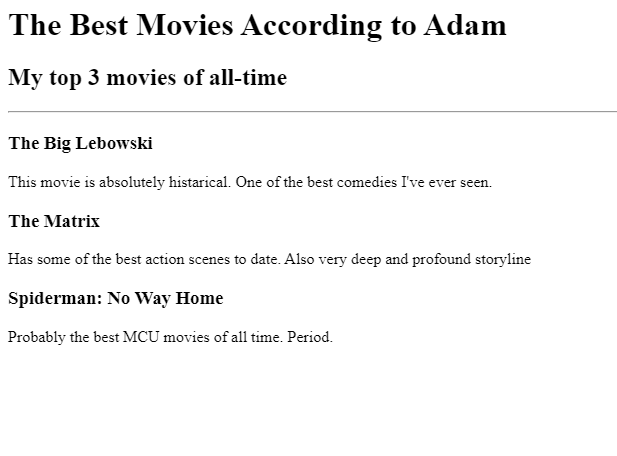 The Best Movies According to Adam
My top 3 movies of all-time
The Big Lebowski
This movie is absolutely histarical. One of the best comedies I've ever seen.
The Matrix
Has some of the best action scenes to date. Also very deep and profound storyline
Spiderman: No Way Home
Probably the best MCU movies of all time. Period.